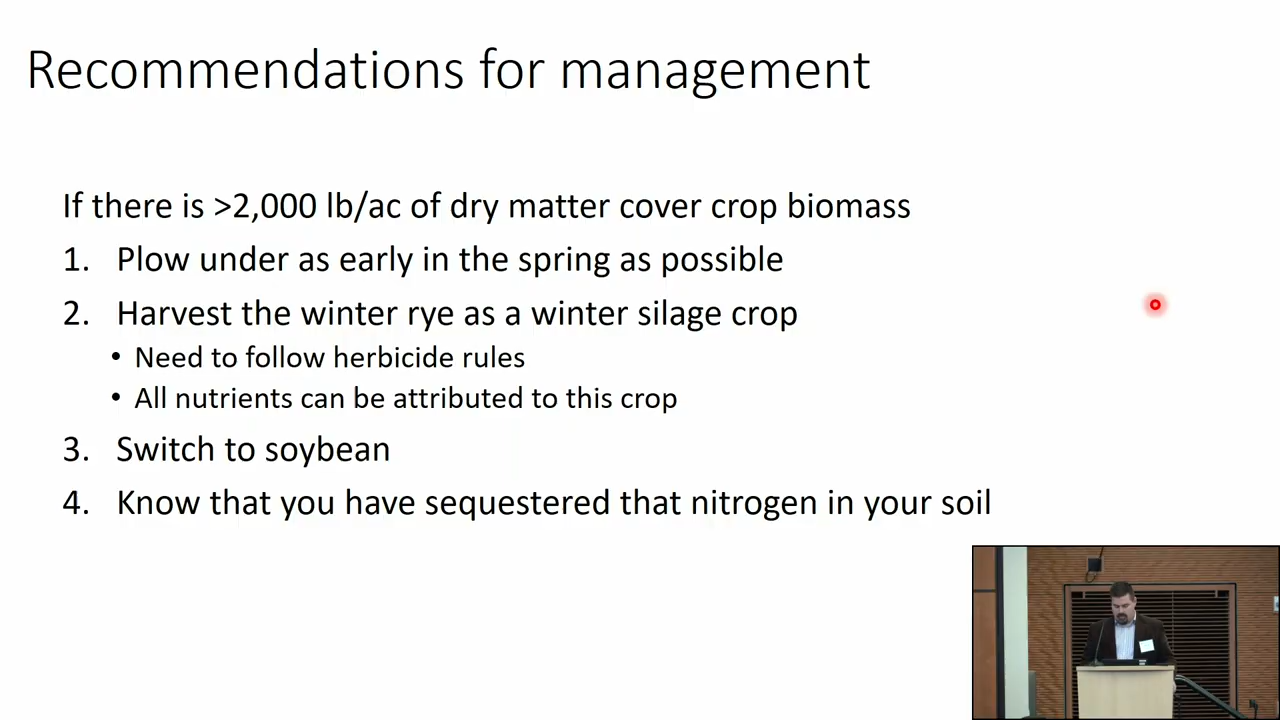 Recommendations for management
If there is >2,000 lb/ac of dry matter cover crop biomass
1. Plow under as early in the spring as possible
2. Harvest the winter rye as a winter silage crop
• Need to follow herbicide rules
• All nutrients can be attributed to this crop
3. Switch to soybean
4. Know that you have sequestered that nitrogen in your soil